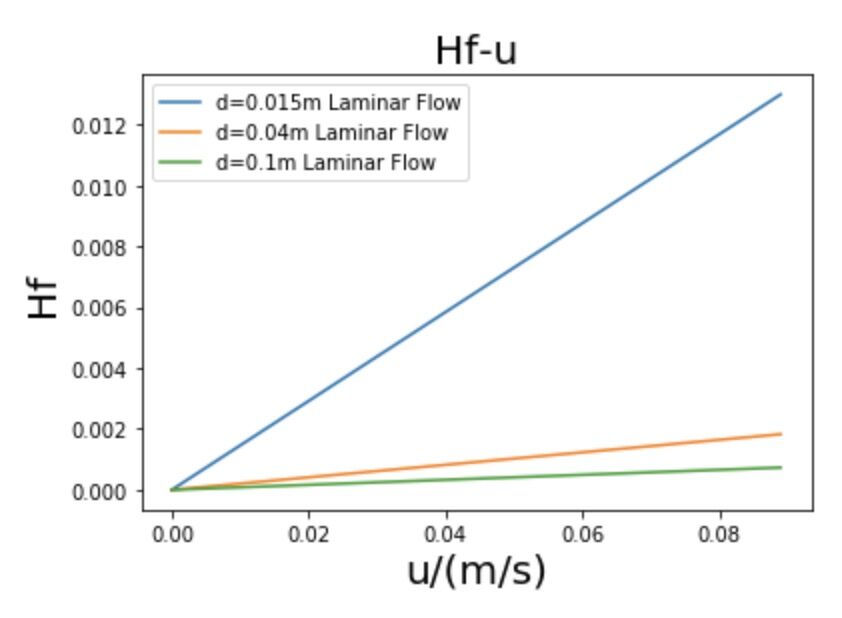 Hf-u
d=0.015m Laminar Flow
d=0.04m Laminar Flow
d=0.1m Laminar Flow
0.012
0.010
0.008
0.006
0.004
0.002
0.000
Hf
0.00 0.02 0.04 0.06 0.08
u/(m/s)